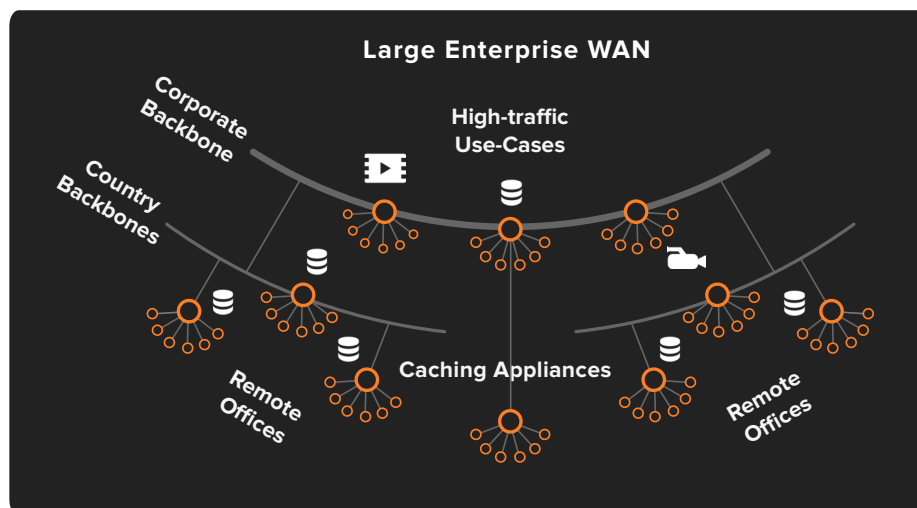 Large Enterprise WAN
Corporate
Backbone
High-traffic
Use-Cases
Country
Backbones
Caching Appliances
Remote
Offices
Remote
Offices